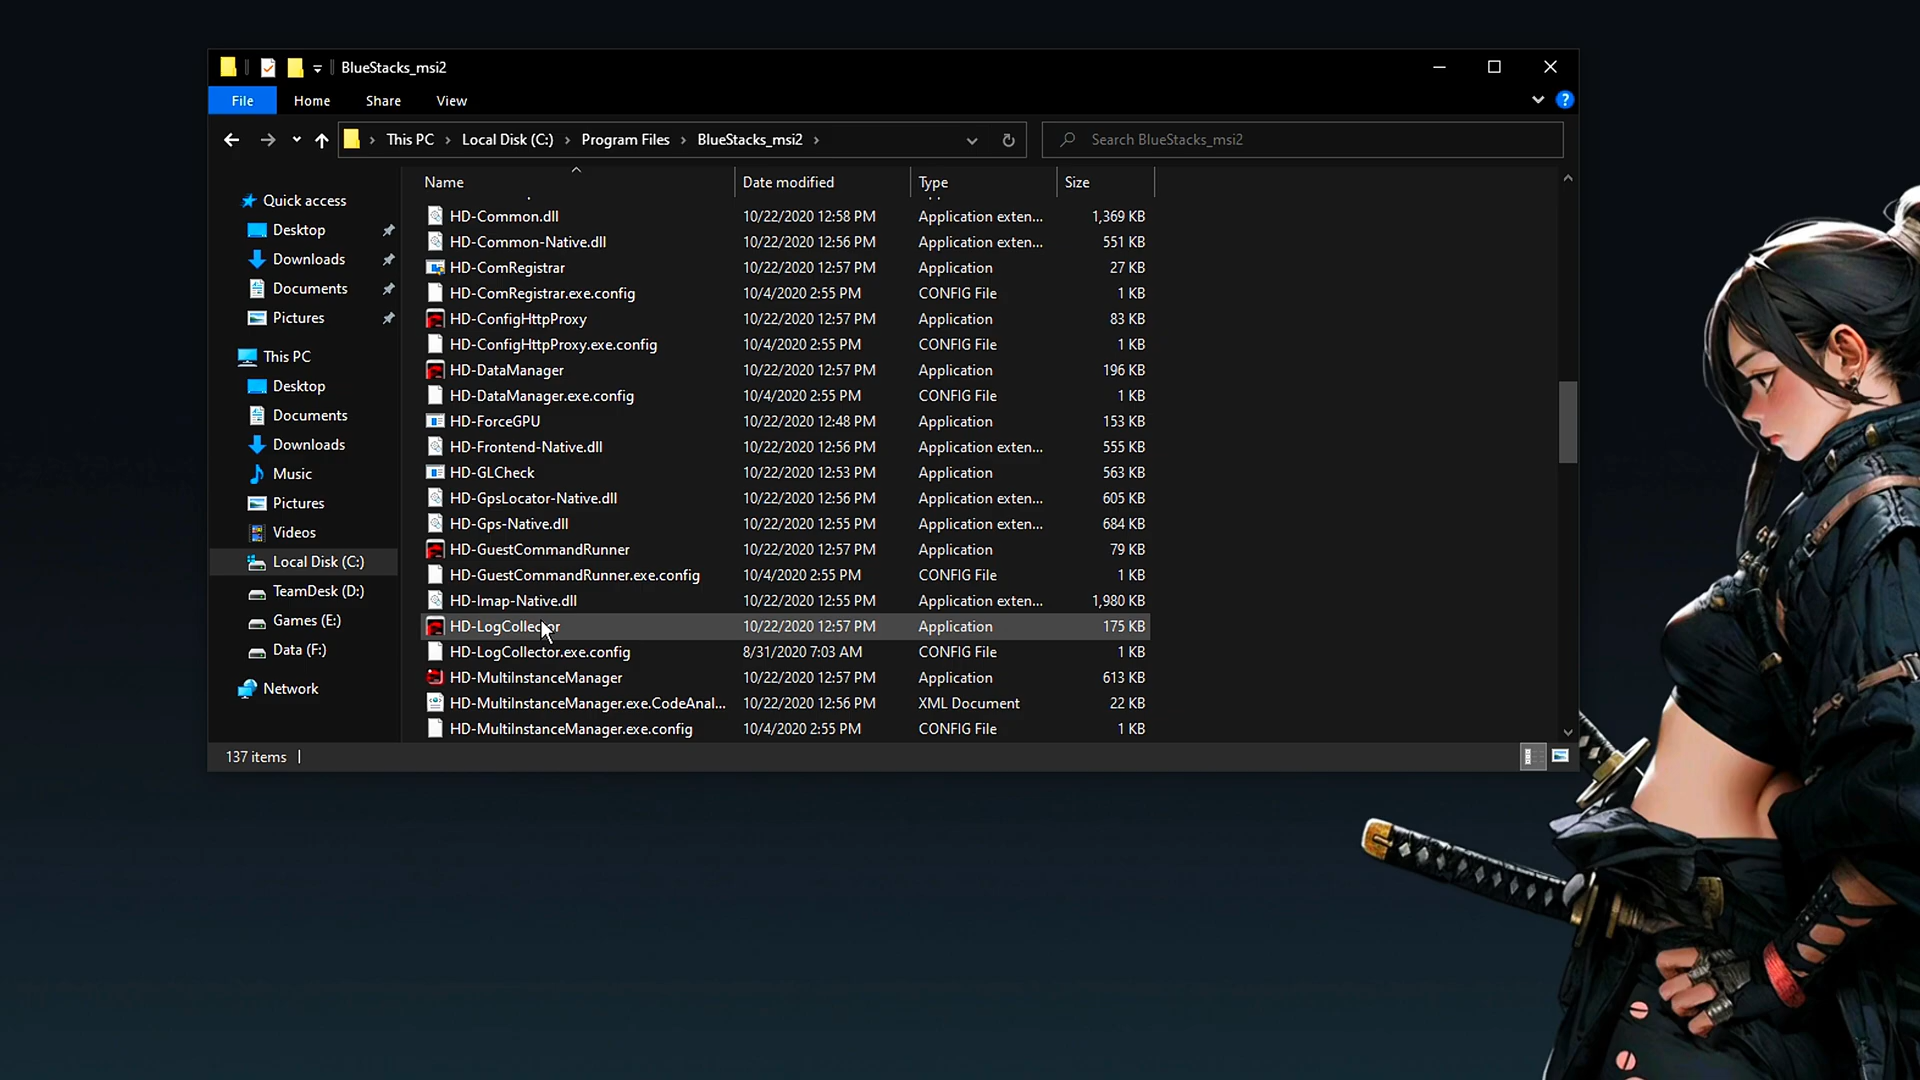 BlueStacks_msi2
File Home Share View
This PC Local Disk (C:) Program Files BlueStacks_msi2 Search BlueStacks_msi2
Quick access
Desktop
Downloads
Documents
Pictures
This PC
Desktop
Documents
Downloads
Music
Pictures
Videos
Local Disk (C:)
TeamDesk (D:)
Games (E:)
Data (F:)
Network
Name Date modified Type Size
HD-Common.dll 10/22/2020 12:58 PM Application exten... 1,369 KB
HD-Common-Native.dll 10/22/2020 12:56 PM Application exten... 551 KB
HD-ComRegistrar 10/22/2020 12:57 PM Application 27 KB
HD-ComRegistrar.exe.config 10/4/2020 2:55 PM CONFIG File 1 KB
HD-ConfigHttpProxy 10/22/2020 12:57 PM Application 83 KB
HD-ConfigHttpProxy.exe.config 10/4/2020 2:55 PM CONFIG File 1 KB
HD-DataManager 10/22/2020 12:57 PM Application 196 KB
HD-DataManager.exe.config 10/4/2020 2:55 PM CONFIG File 1 KB
HD-ForceGPU 10/22/2020 12:48 PM Application 153 KB
HD-Frontend-Native.dll 10/22/2020 12:56 PM Application exten... 555 KB
HD-GLCheck 10/22/2020 12:53 PM Application 563 KB
HD-GpsLocator-Native.dll 10/22/2020 12:56 PM Application exten... 605 KB
HD-Gps-Native.dll 10/22/2020 12:55 PM Application exten... 684 KB
HD-GuestCommandRunner 10/22/2020 12:57 PM Application 79 KB
HD-GuestCommandRunner.exe.config 10/4/2020 2:55 PM CONFIG File 1 KB
HD-Imap-Native.dll 10/22/2020 12:55 PM Application exten... 1,980 KB
HD-LogCollector 10/22/2020 12:57 PM Application 175 KB
HD-LogCollector.exe.config 8/31/2020 7:03 AM CONFIG File 1 KB
HD-MultiInstanceManager 10/22/2020 12:57 PM Application 613 KB
HD-MultiInstanceManager.exe.CodeAnal... 10/22/2020 12:56 PM XML Document 22 KB
HD-MultiInstanceManager.exe.config 10/4/2020 2:55 PM CONFIG File 1 KB
137 items